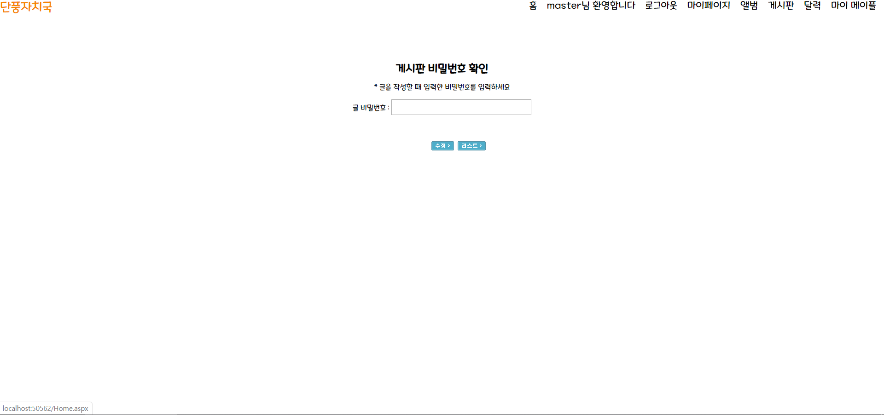 단풍자치국
홈 master님 환영합니다 로그아웃 마이페이지 앨범 게시판 달력 마이 메이플
게시판 비밀번호 확인
* 글을 작성할 때 입력한 비밀번호를 입력하세요
글 비밀번호 :
수정 > 리스트 >
localhost:50562/Home.aspx